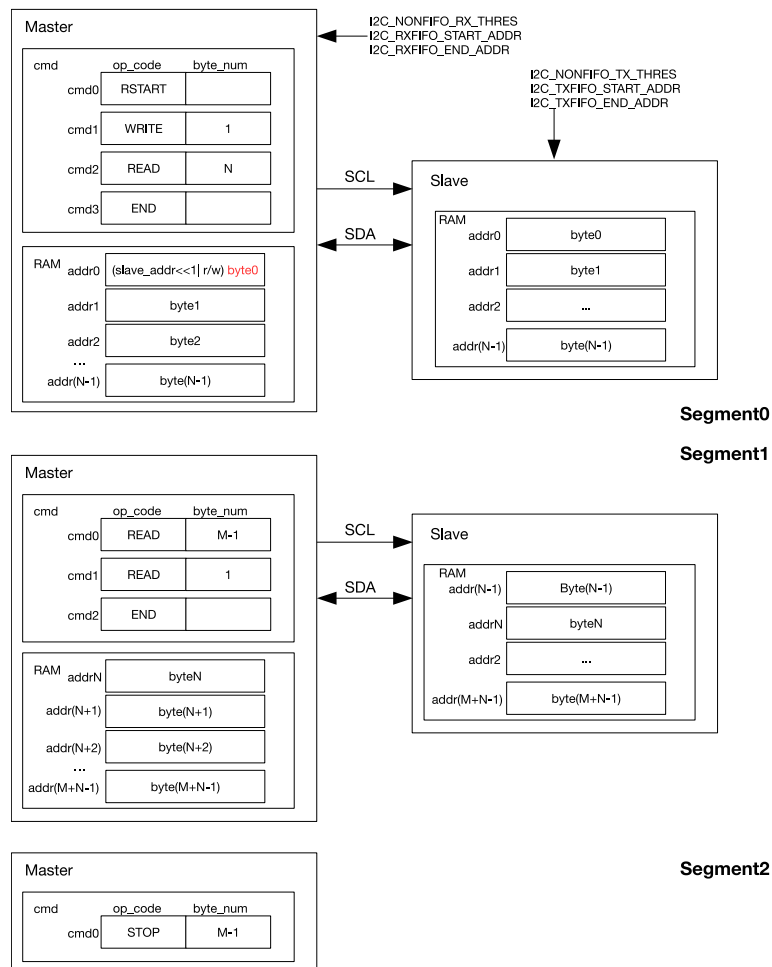 Master
I2C_NONFIFO_RX_THRES
I2C_RXFIFO_START_ADDR
I2C_RXFIFO_END_ADDR
cmd op_code byte_num
cmd0 RSTART
cmd1 WRITE 1
cmd2 READ N
cmd3 END
RAM
addr0 (slave_addr<<1| r/w) byte0
addr1 byte1
addr2 byte2
...
addr(N-1) byte(N-1)
SCL
SDA
I2C_NONFIFO_TX_THRES
I2C_TXFIFO_START_ADDR
I2C_TXFIFO_END_ADDR
Slave
RAM
addr0 byte0
addr1 byte1
addr2 ...
addr(N-1) byte(N-1)
Segment0
Segment1
Master
cmd op_code byte_num
cmd0 READ M-1
cmd1 READ 1
cmd2 END
RAM
addrN byteN
addr(N+1) byte(N+1)
addr(N+2) byte(N+2)
...
addr(M+N-1) byte(M+N-1)
SCL
SDA
Slave
RAM
addr(N-1) Byte(N-1)
addrN byteN
addr2 ...
addr(M+N-1) byte(M+N-1)
Segment2
Master
cmd op_code byte_num
cmd0 STOP M-1